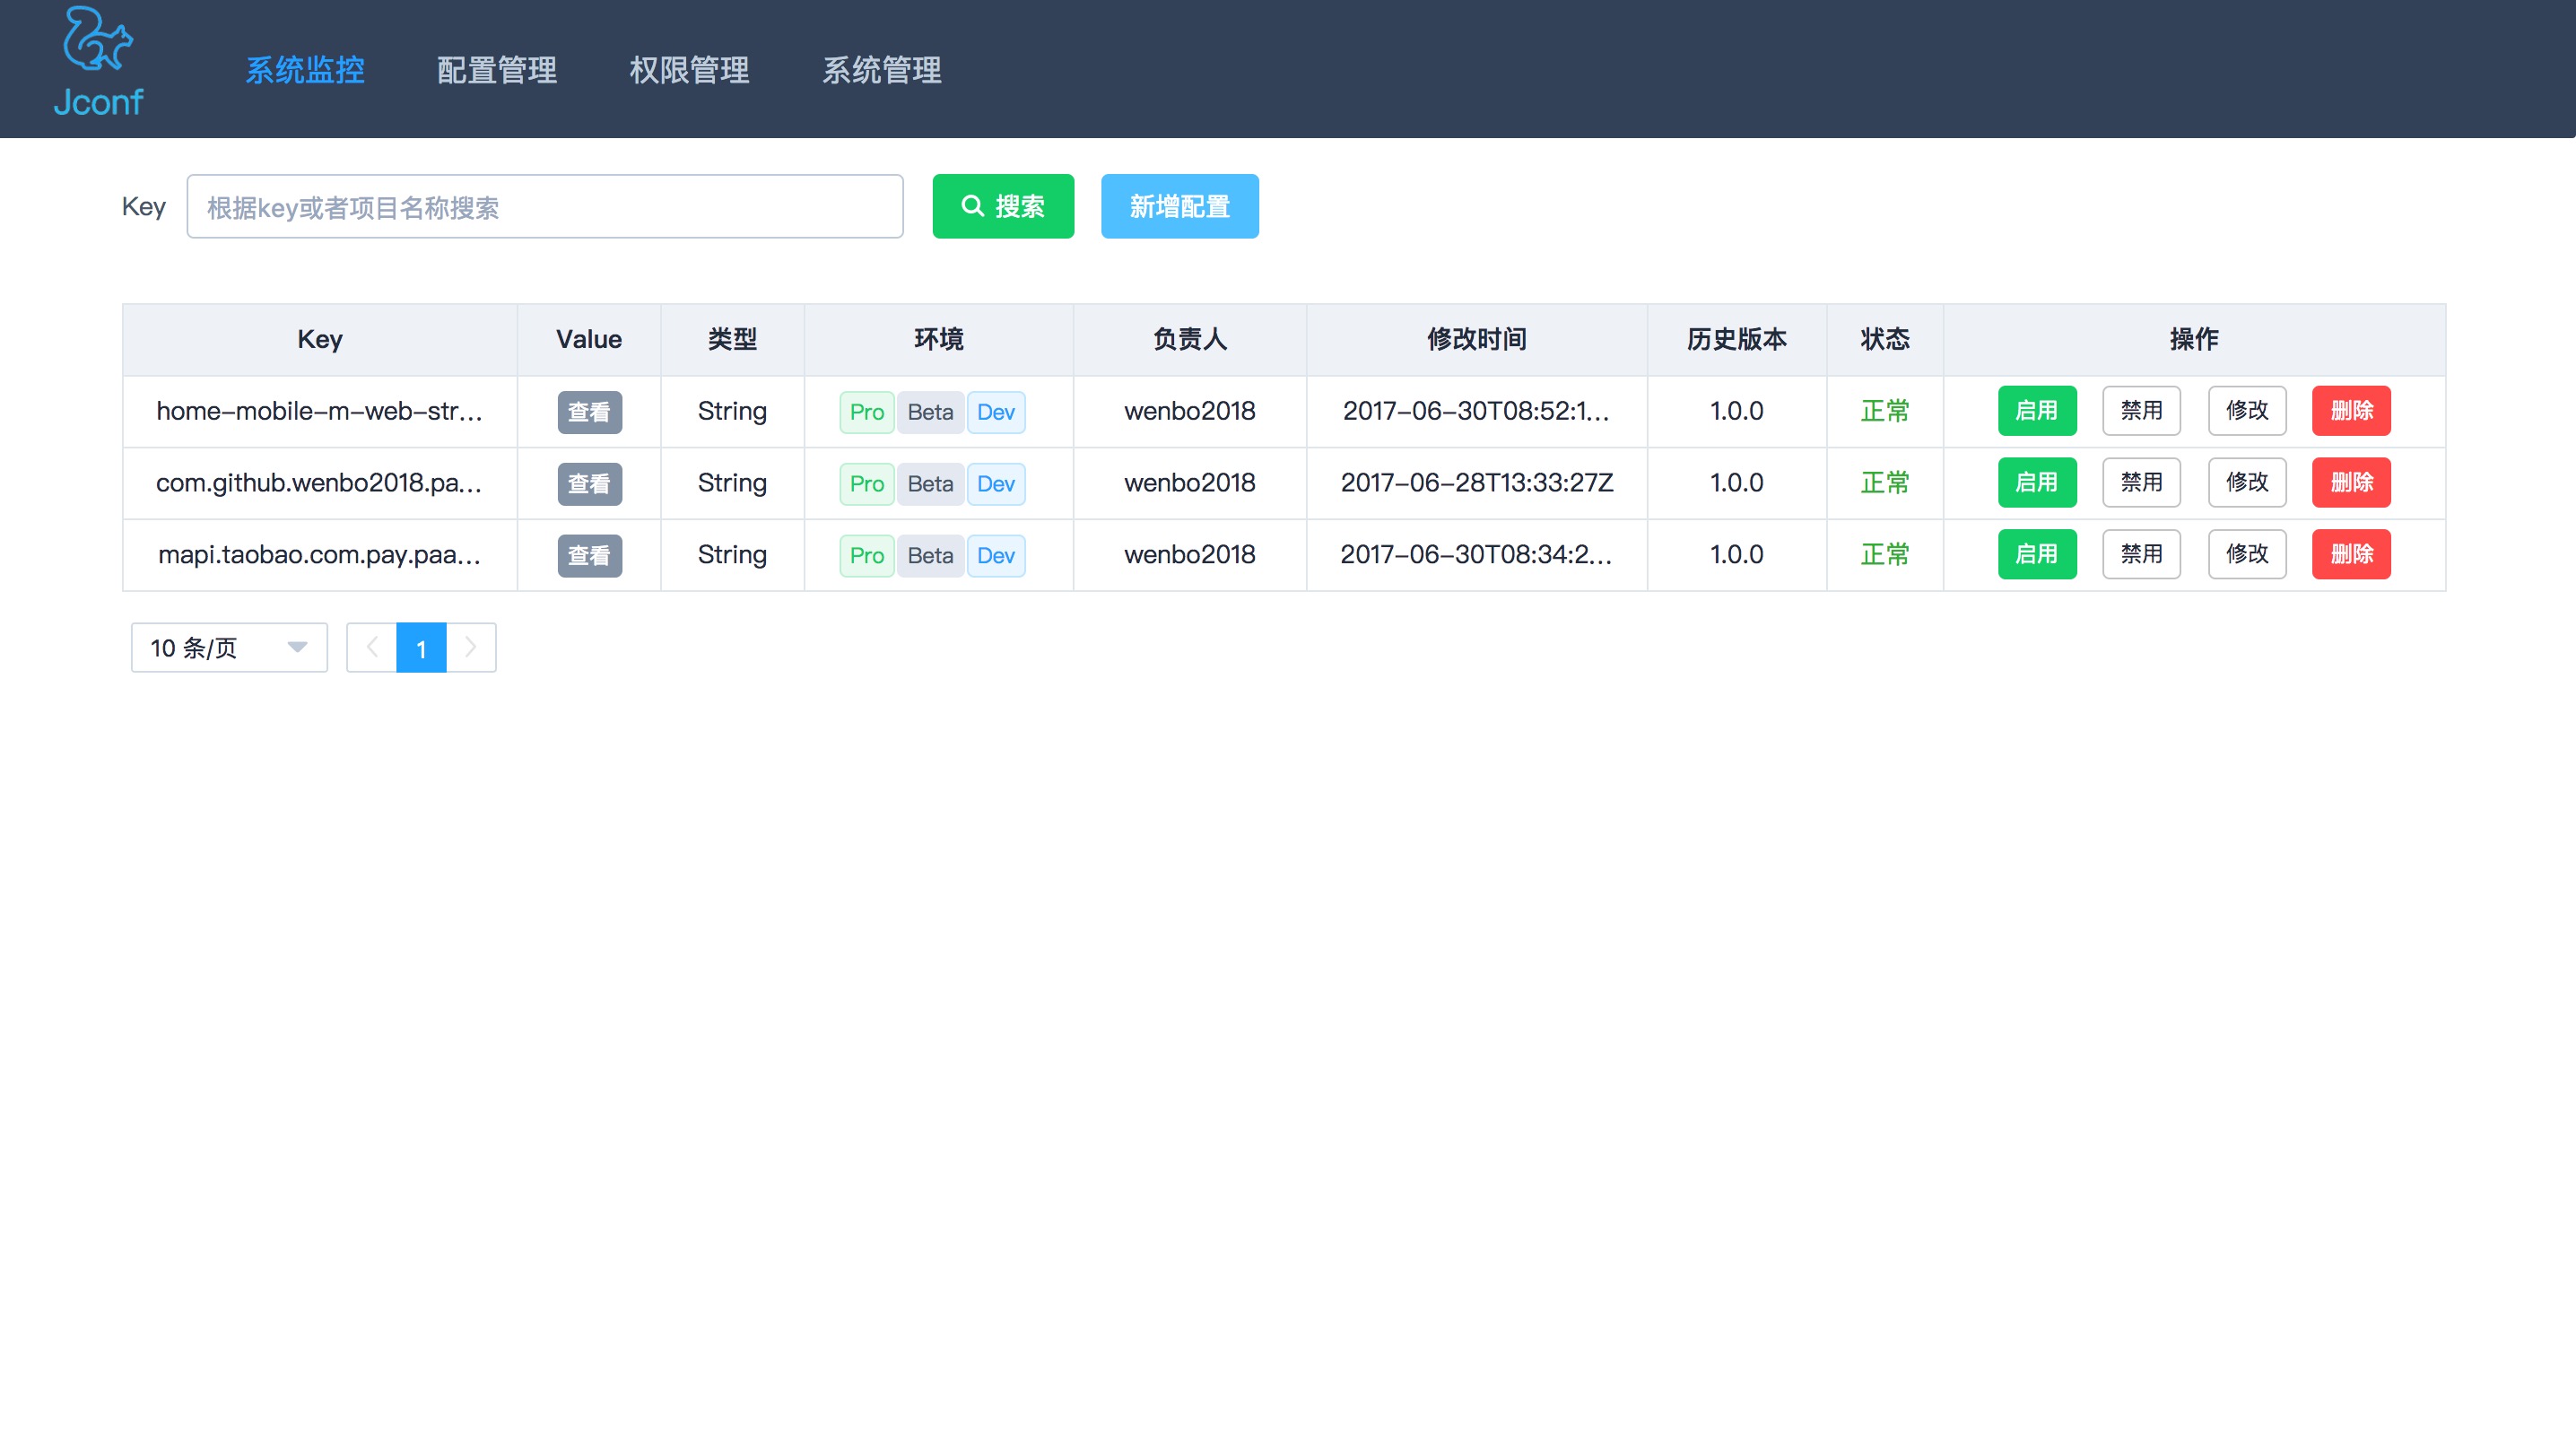 Jconf
系统监控 配置管理 权限管理 系统管理
Key 根据key或者项目名称搜索 搜索 新增配置
Key Value 类型 环境 负责人 修改时间 历史版本 状态 操作
home-mobile-m-web-str... 查看 String Pro Beta Dev wenbo2018 2017-06-30T08:52:1... 1.0.0 正常 启用 禁用 修改 删除
com.github.wenbo2018.pa... 查看 String Pro Beta Dev wenbo2018 2017-06-28T13:33:27Z 1.0.0 正常 启用 禁用 修改 删除
mapi.taobao.com.pay.paa... 查看 String Pro Beta Dev wenbo2018 2017-06-30T08:34:2... 1.0.0 正常 启用 禁用 修改 删除
10 条/页 1